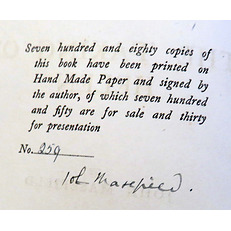 Seven hundred and eighty copies of
this book have been printed on
Hand Made Paper and signed by
the author, of which seven hundred
and fifty are for sale and thirty
for presentation
No. 259
John Masefield.